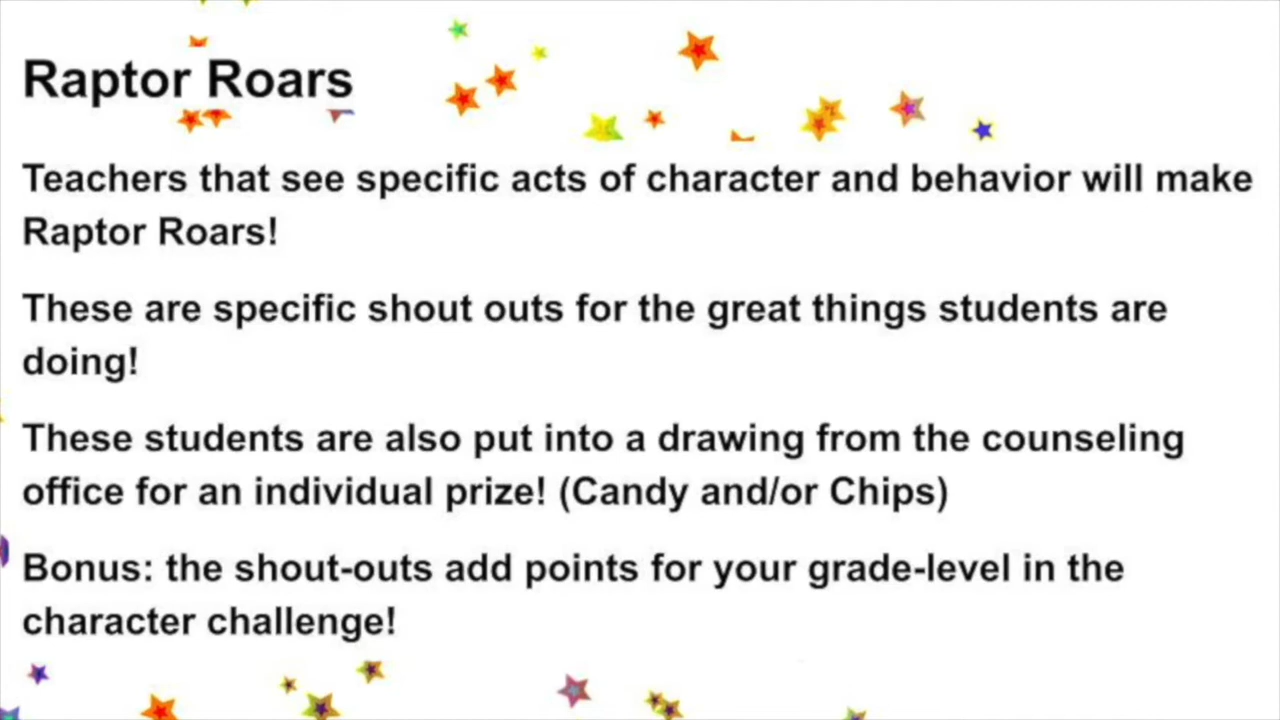 Raptor Roars
Teachers that see specific acts of character and behavior will make
Raptor Roars!
These are specific shout outs for the great things students are
doing!
These students are also put into a drawing from the counseling
office for an individual prize! (Candy and/or Chips)
Bonus: the shout-outs add points for your grade-level in the
character challenge!